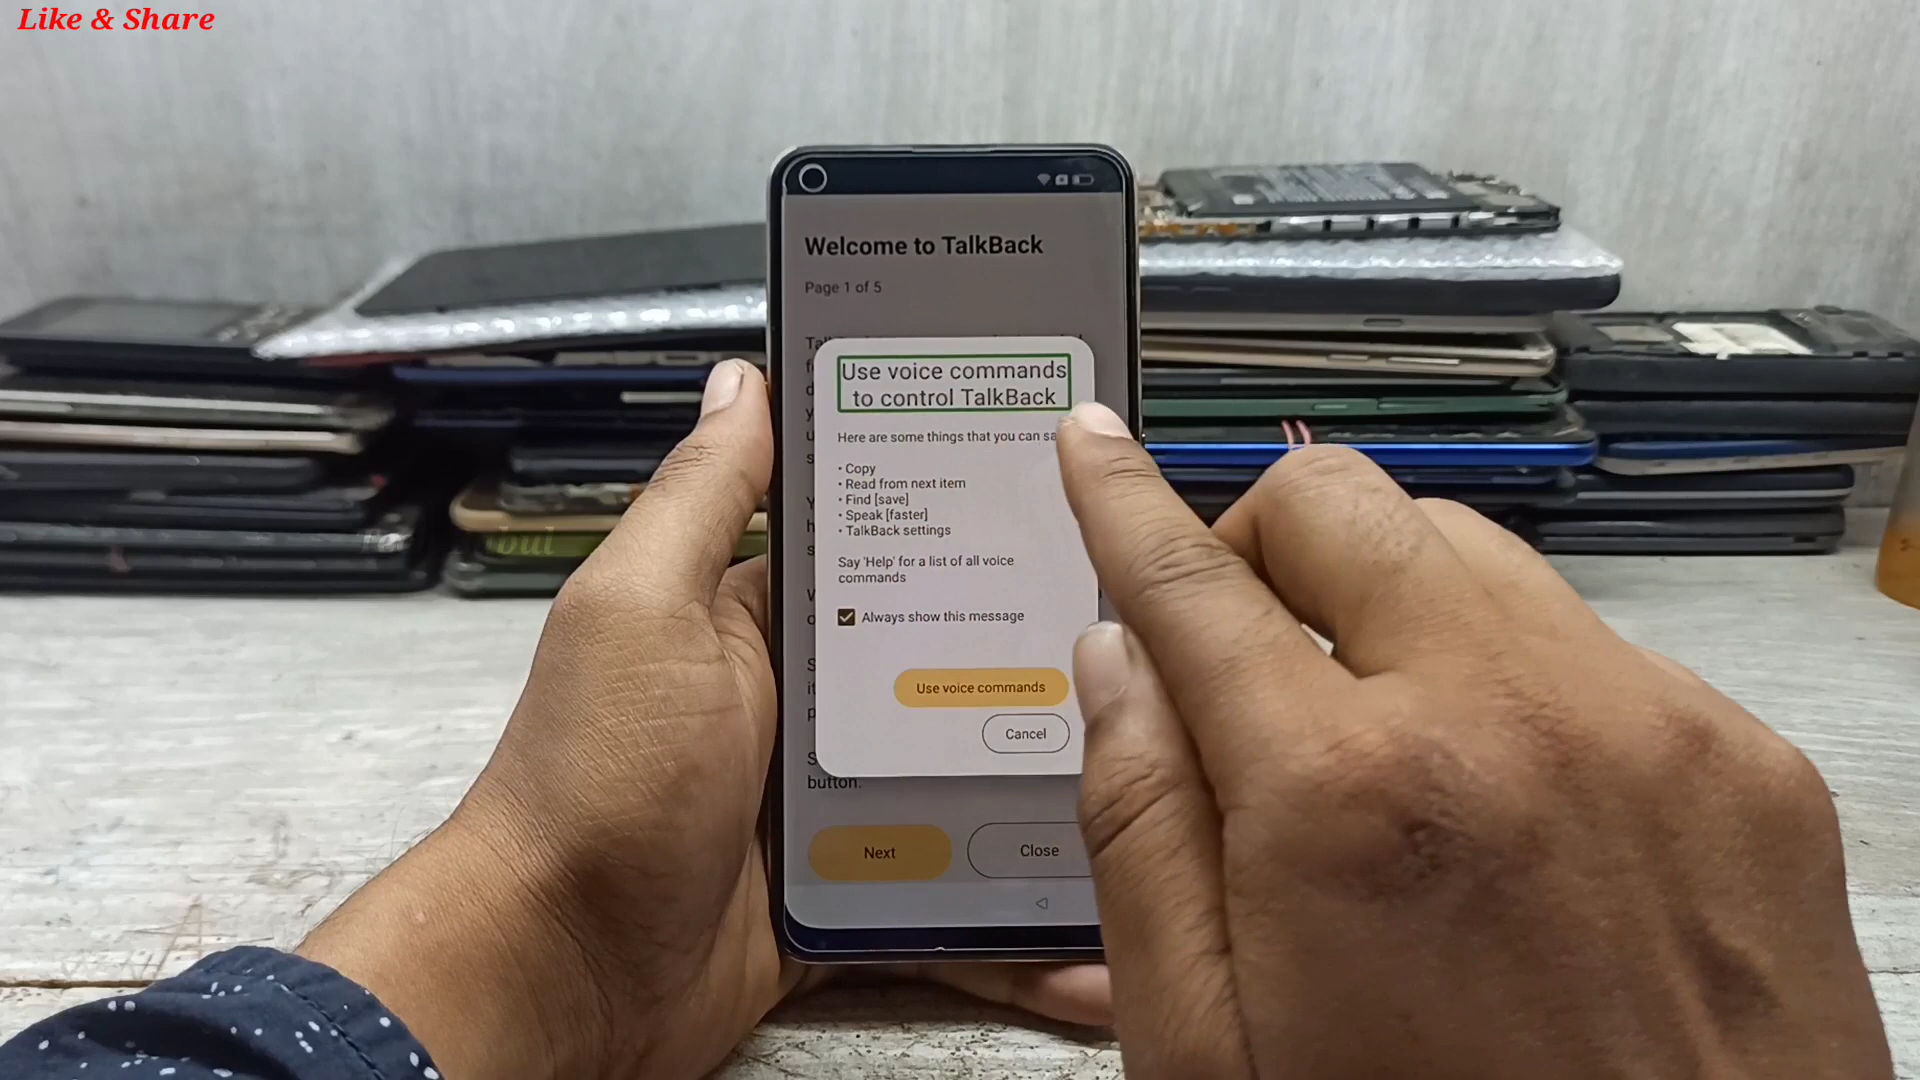 Like & Share
Welcome to TalkBack
Page 1 of 5
Use voice commands
to control TalkBack
Here are some things that you can
• Copy
• Read from next item
• Find [save]
• Speak [faster]
• TalkBack settings
Say 'Help' for a list of all voice
commands
Always show this message
Use voice commands
Cancel
button.
Next
Close